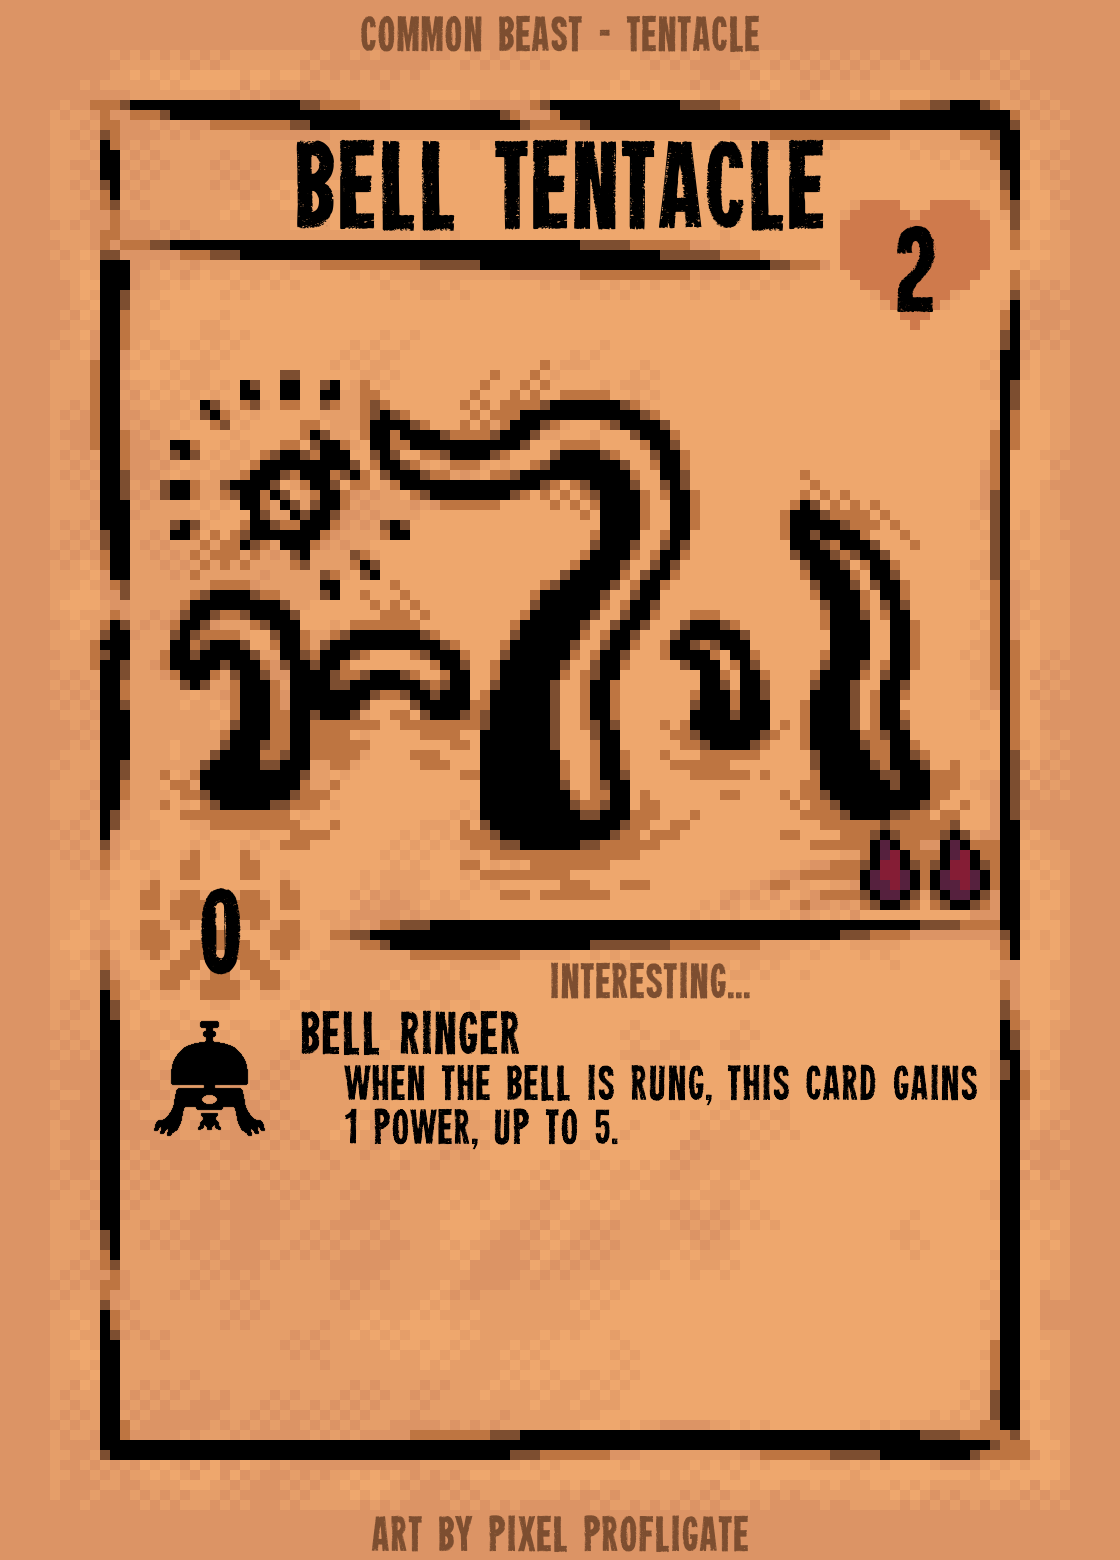 COMMON BEAST - TENTACLE
BELL TENTACLE
2
0
INTERESTING...
BELL RINGER
WHEN THE BELL IS RUNG, THIS CARD GAINS
1 POWER, UP TO 5.
ART BY PIXEL PROFLIGATE